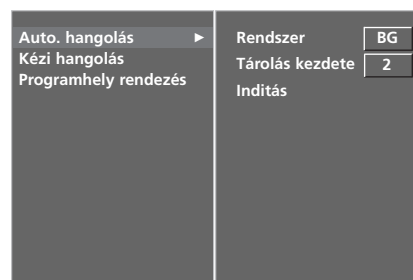 Auto. hangolás ►
Kézi hangolás
Programhely rendezés
Rendszer BG
Tárolás kezdete 2
Inditás